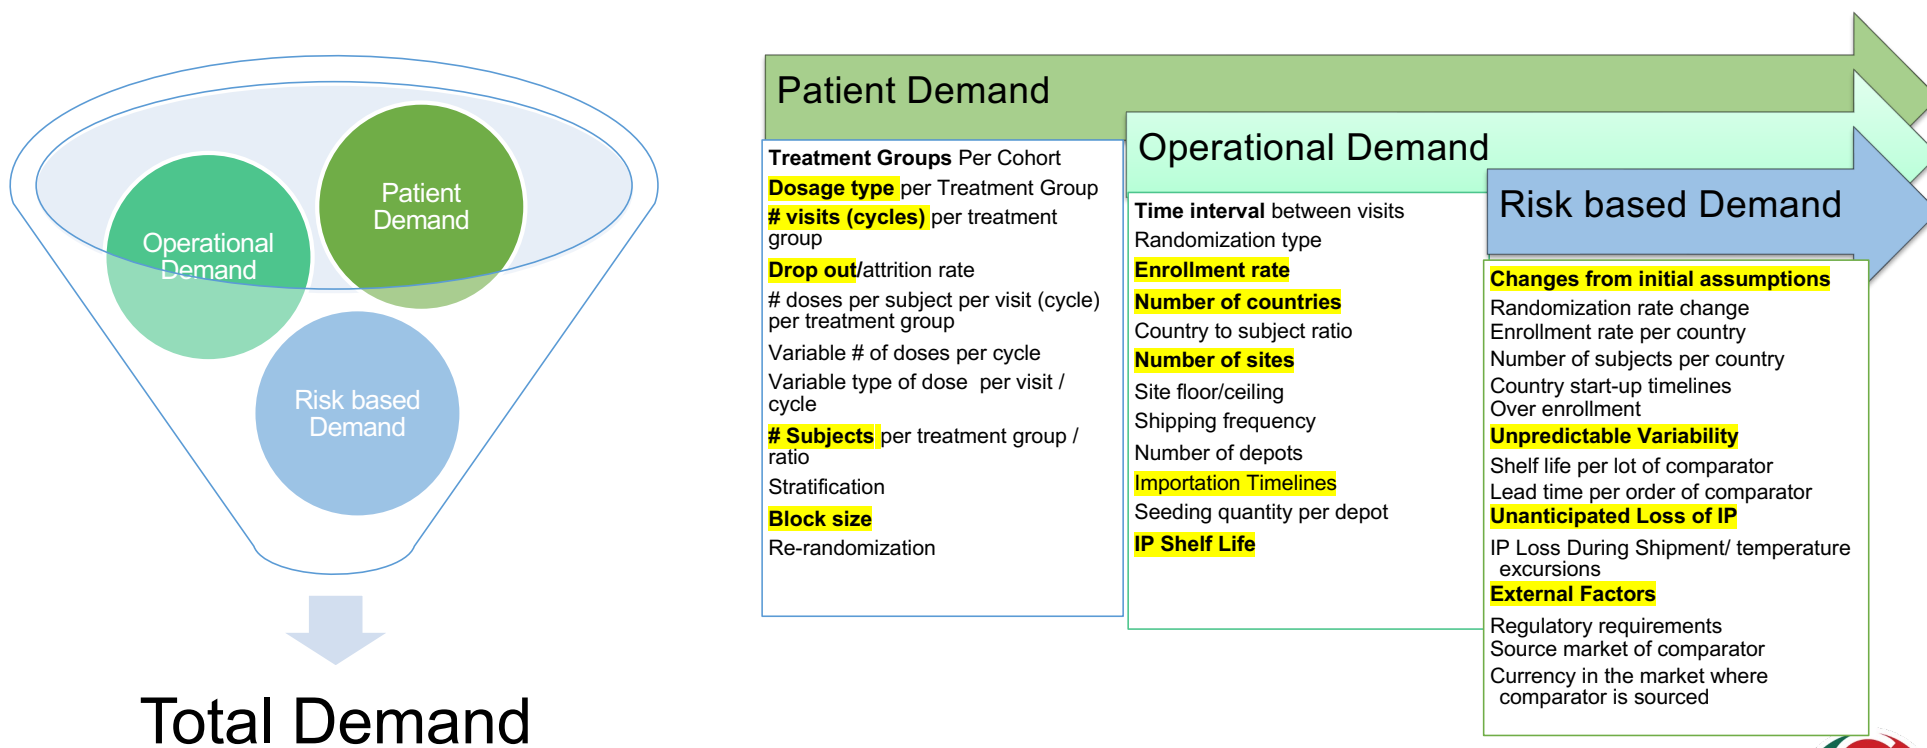 Patient
Demand
Operational
Demand
Risk based
Demand
Total Demand
Patient Demand
Treatment Groups Per Cohort
Dosage type per Treatment Group
# visits (cycles) per treatment
group
Drop out/attrition rate
# doses per subject per visit (cycle)
per treatment group
Variable # of doses per cycle
Variable type of dose per visit /
cycle
# Subjects per treatment group /
ratio
Stratification
Block size
Re-randomization
Operational Demand
Time interval between visits
Randomization type
Enrollment rate
Number of countries
Country to subject ratio
Number of sites
Site floor/ceiling
Shipping frequency
Number of depots
Importation Timelines
Seeding quantity per depot
IP Shelf Life
Risk based Demand
Changes from initial assumptions
Randomization rate change
Enrollment rate per country
Number of subjects per country
Country start-up timelines
Over enrollment
Unpredictable Variability
Shelf life per lot of comparator
Lead time per order of comparator
Unanticipated Loss of IP
IP Loss During Shipment/ temperature
excursions
External Factors
Regulatory requirements
Source market of comparator
Currency in the market where
comparator is sourced